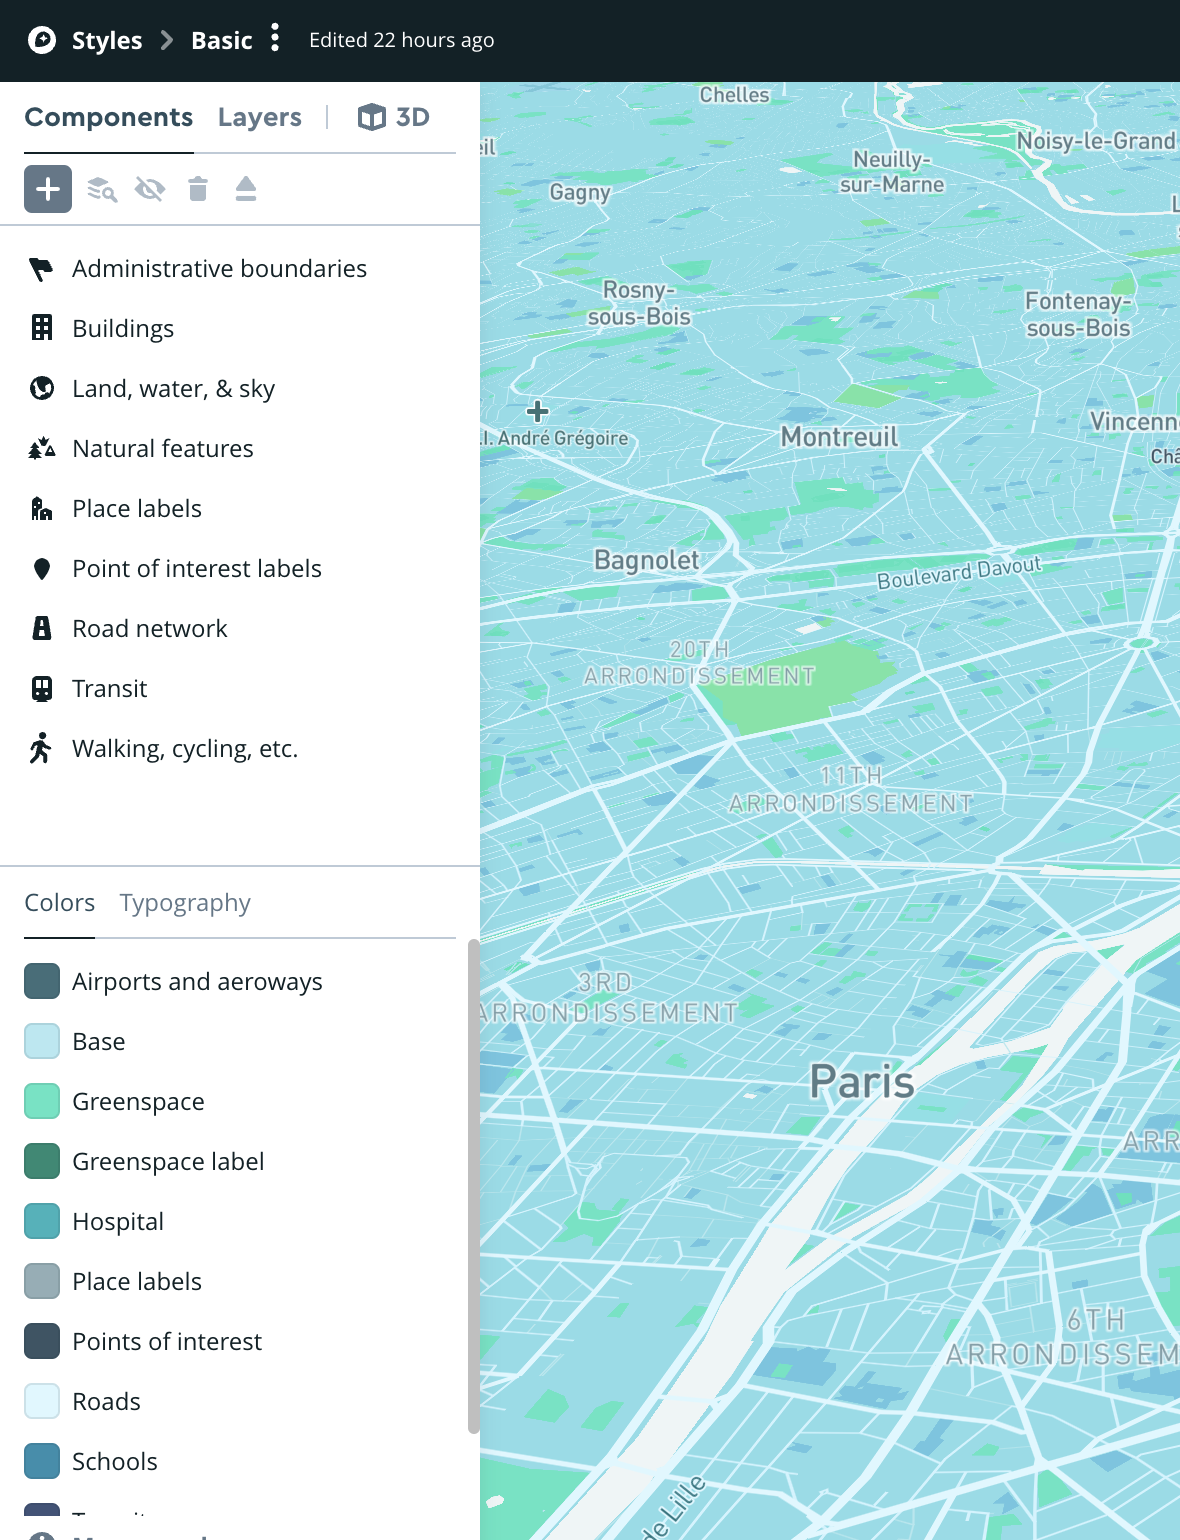 Styles
Basic
Edited 22 hours ago
Components
Layers
3D
Administrative boundaries
Buildings
Land, water, & sky
Natural features
Place labels
Point of interest labels
Road network
Transit
Walking, cycling, etc.
Colors
Typography
Airports and aeroways
Base
Greenspace
Greenspace label
Hospital
Place labels
Points of interest
Roads
Schools
Chelles
eil
Noisy-le-Grand
Neuilly-
sur-Marne
Gagny
Rosny-
sous-Bois
Fontenay-
sous-Bois
.I. André Grégoire
Montreuil
Vincenn
Châ
Bagnolet
Boulevard Davout
20TH
ARRONDISSEMENT
11TH
ARRONDISSEMENT
3RD
ARRONDISSEMENT
Paris
ARR
6TH
ARRONDISSEM
de Lille